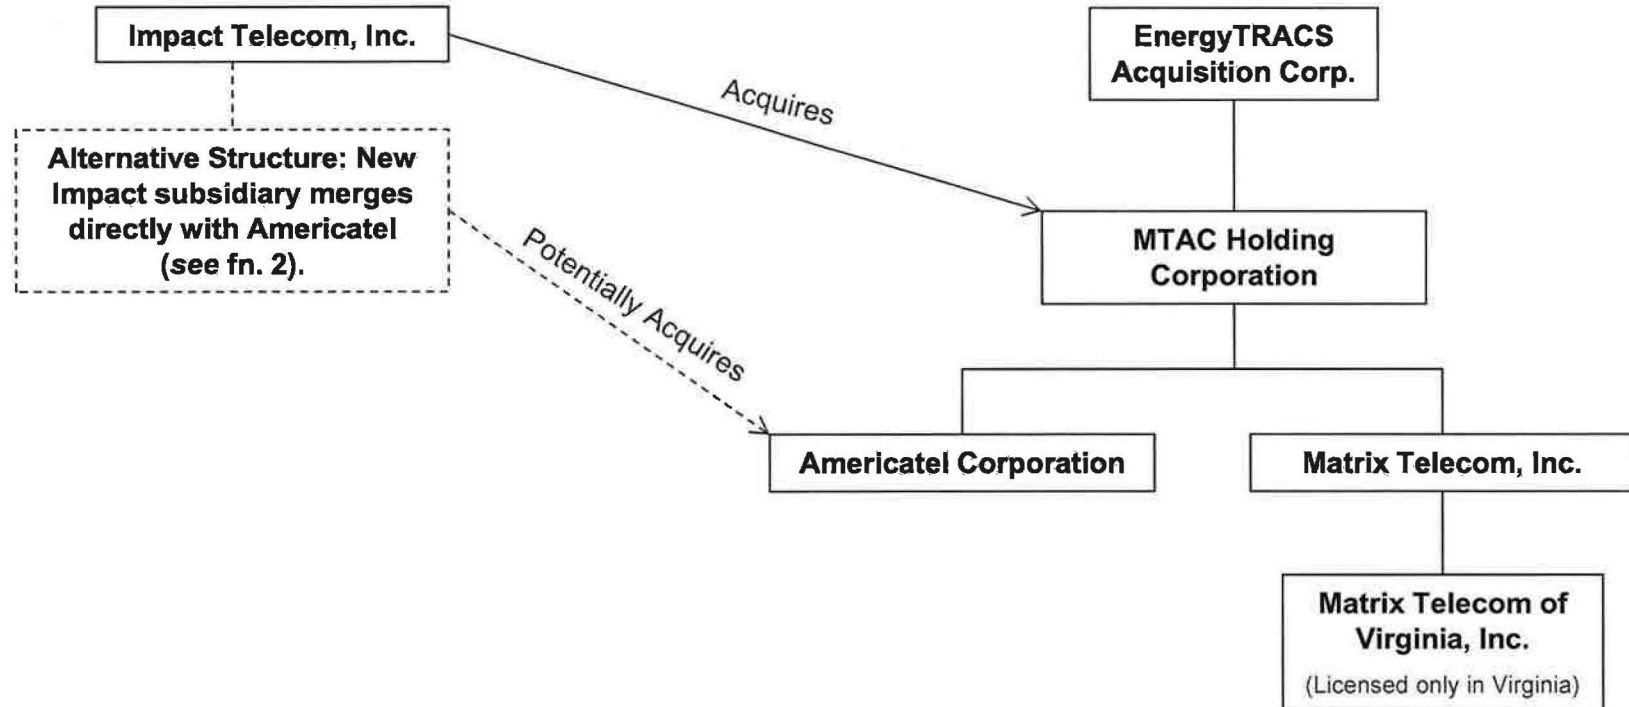 Impact Telecom, Inc.
EnergyTRACS
Acquisition Corp.
Acquires
Alternative Structure: New
Impact subsidiary merges
directly with Americatel
(see fn. 2).
MTAC Holding
Corporation
Potentially Acquires
Americatel Corporation
Matrix Telecom, Inc.
Matrix Telecom of
Virginia, Inc.
(Licensed only in Virginia)